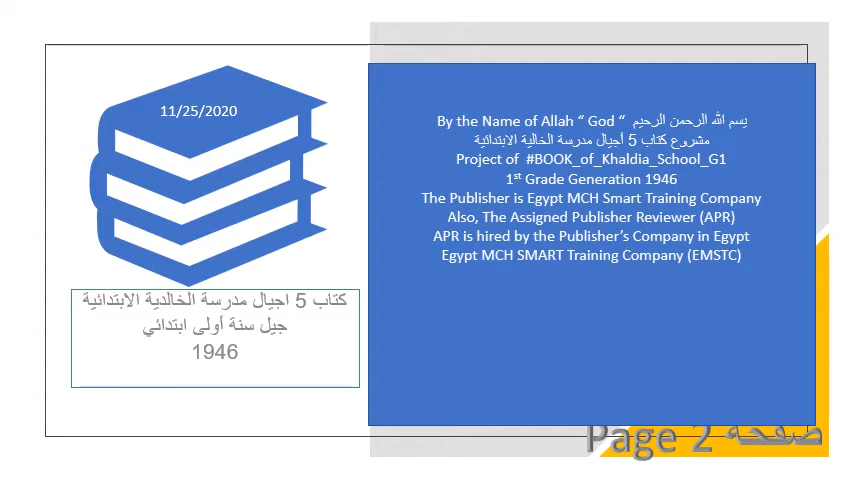 11/25/2020
كتاب 5 اجيال مدرسة الخالدية الابتدائية
جيل سنة أولى ابتدائي
1946
By the Name of Allah “ God “ بسم الله الرحمن الرحيم
مشروع كتاب 5 أجيال مدرسة الخالية الابتدائية
Project of #BOOK_of_Khaldia_School_G1
1st Grade Generation 1946
The Publisher is Egypt MCH Smart Training Company
Also, The Assigned Publisher Reviewer (APR)
APR is hired by the Publisher’s Company in Egypt
Egypt MCH SMART Training Company (EMSTC)
Page 2 صفحة